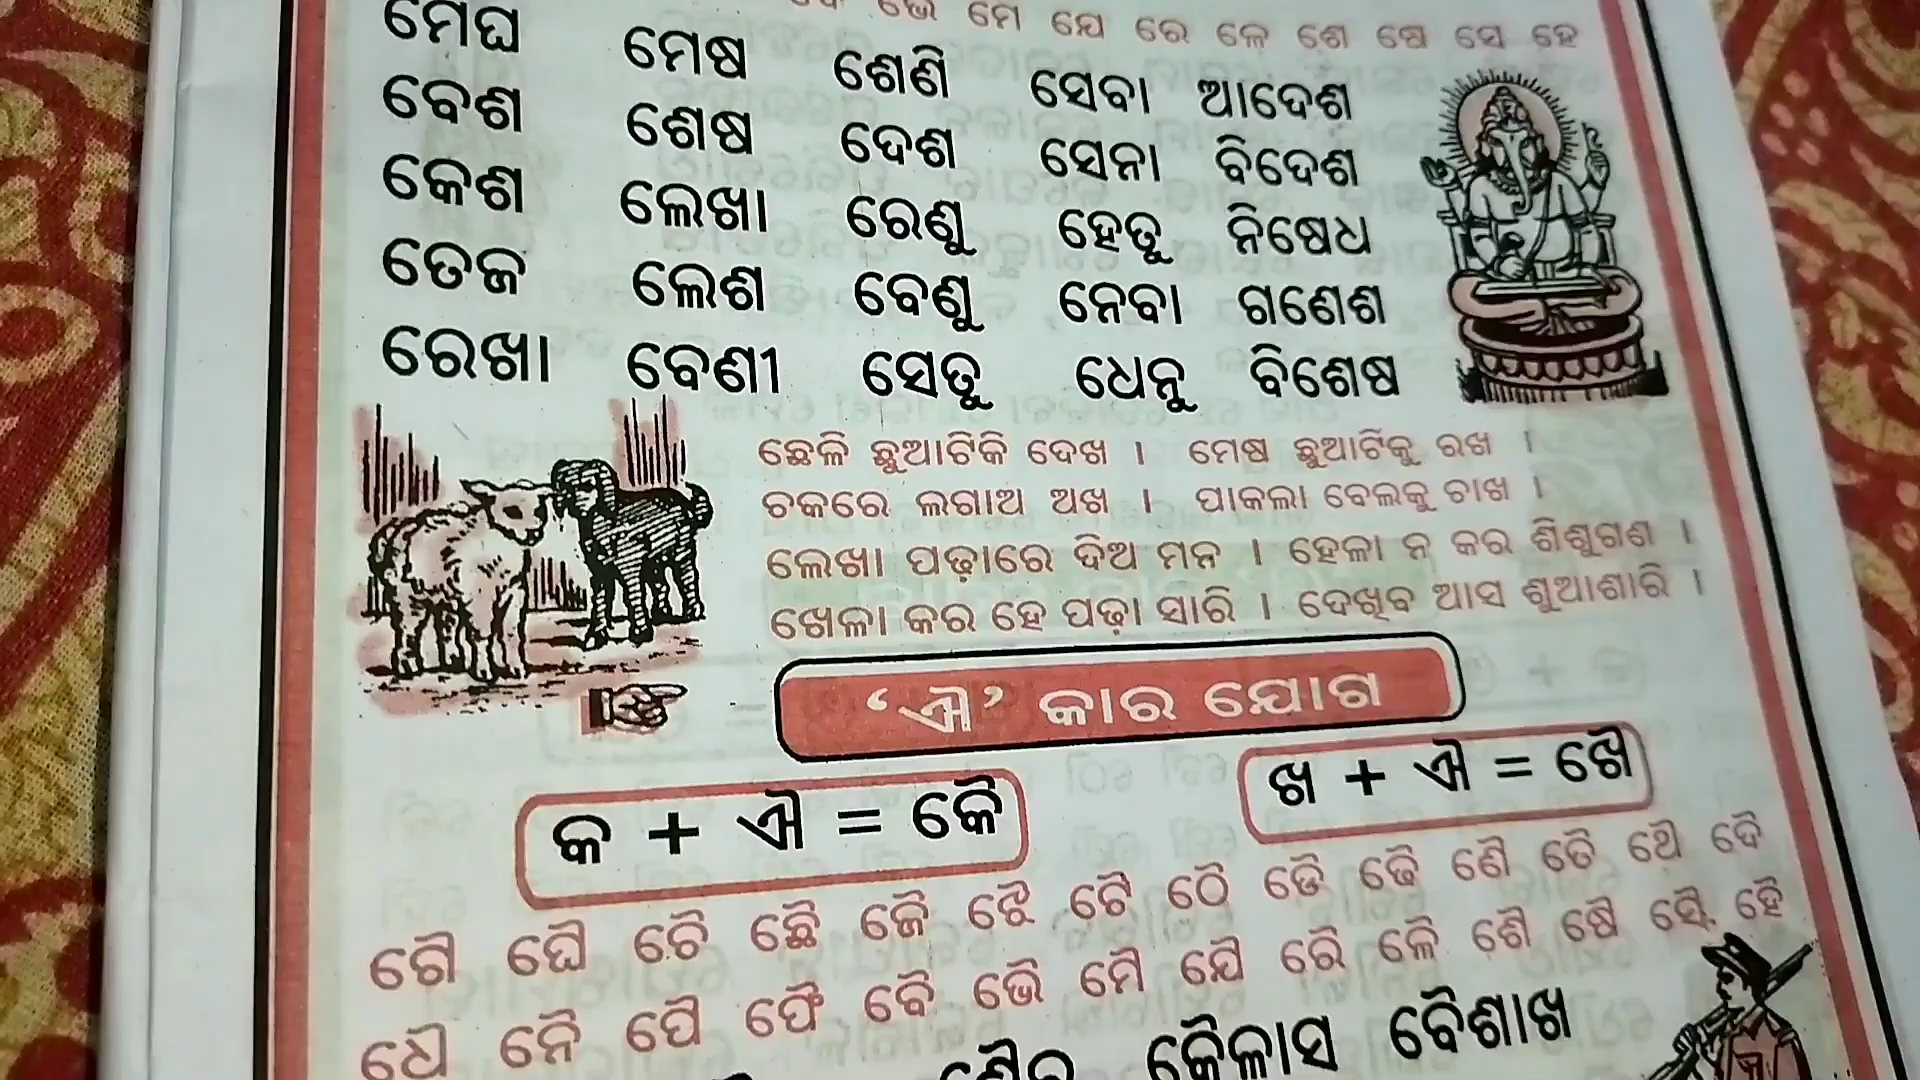 ଭେ ମେ ଯେ ରେ ଳେ ଶେ ଷେ ସେ ହେ
ମେଘ ମେଷ ଶେଣି ସେବା ଆଦେଶ
ବେଶ ଶେଷ ଦେଶ ସେନା ବିଦେଶ
କେଶ ଲେଖା ରେଣୁ ହେତୁ ନିଷେଧ
ତେଜ ଲେଶ ବେଣୁ ନେବା ଗଣେଶ
ରେଖା ବେଣୀ ସେତୁ ଧେନୁ ବିଶେଷ
ଛେଳି ଛୁଆଟିକି ଦେଖ । ମେଷ ଛୁଆଟିକୁ ରଖ ।
ଚକରେ ଲଗାଅ ଅଖ । ପାକଲା ବେଲକୁ ଚାଖ ।
ଲେଖା ପଢ଼ାରେ ଦିଅ ମନ । ହେଳା ନ କର ଶିଶୁଗଣ ।
ଖେଳା କର ହେ ପଢ଼ା ସାରି । ଦେଖିବ ଆସ ଶୁଆଶାରି ।
‘ଐ’ କାର ଯୋଗ
କ + ଐ = କୈ ଖ + ଐ = ଖୈ
ଗୈ ଘୈ ଚୈ ଛୈ ଜୈ ଝୈ ଟୈ ଠୈ ଡୈ ଢୈ ଣୈ ତୈ ଥୈ ଦୈ
ଧୈ ନୈ ପୈ ଫୈ ବୈ ଭୈ ମୈ ଯୈ ରୈ ଳୈ ଶୈ ଷୈ ସୈ ହୈ
କୈଳାସ ବୈଶାଖ